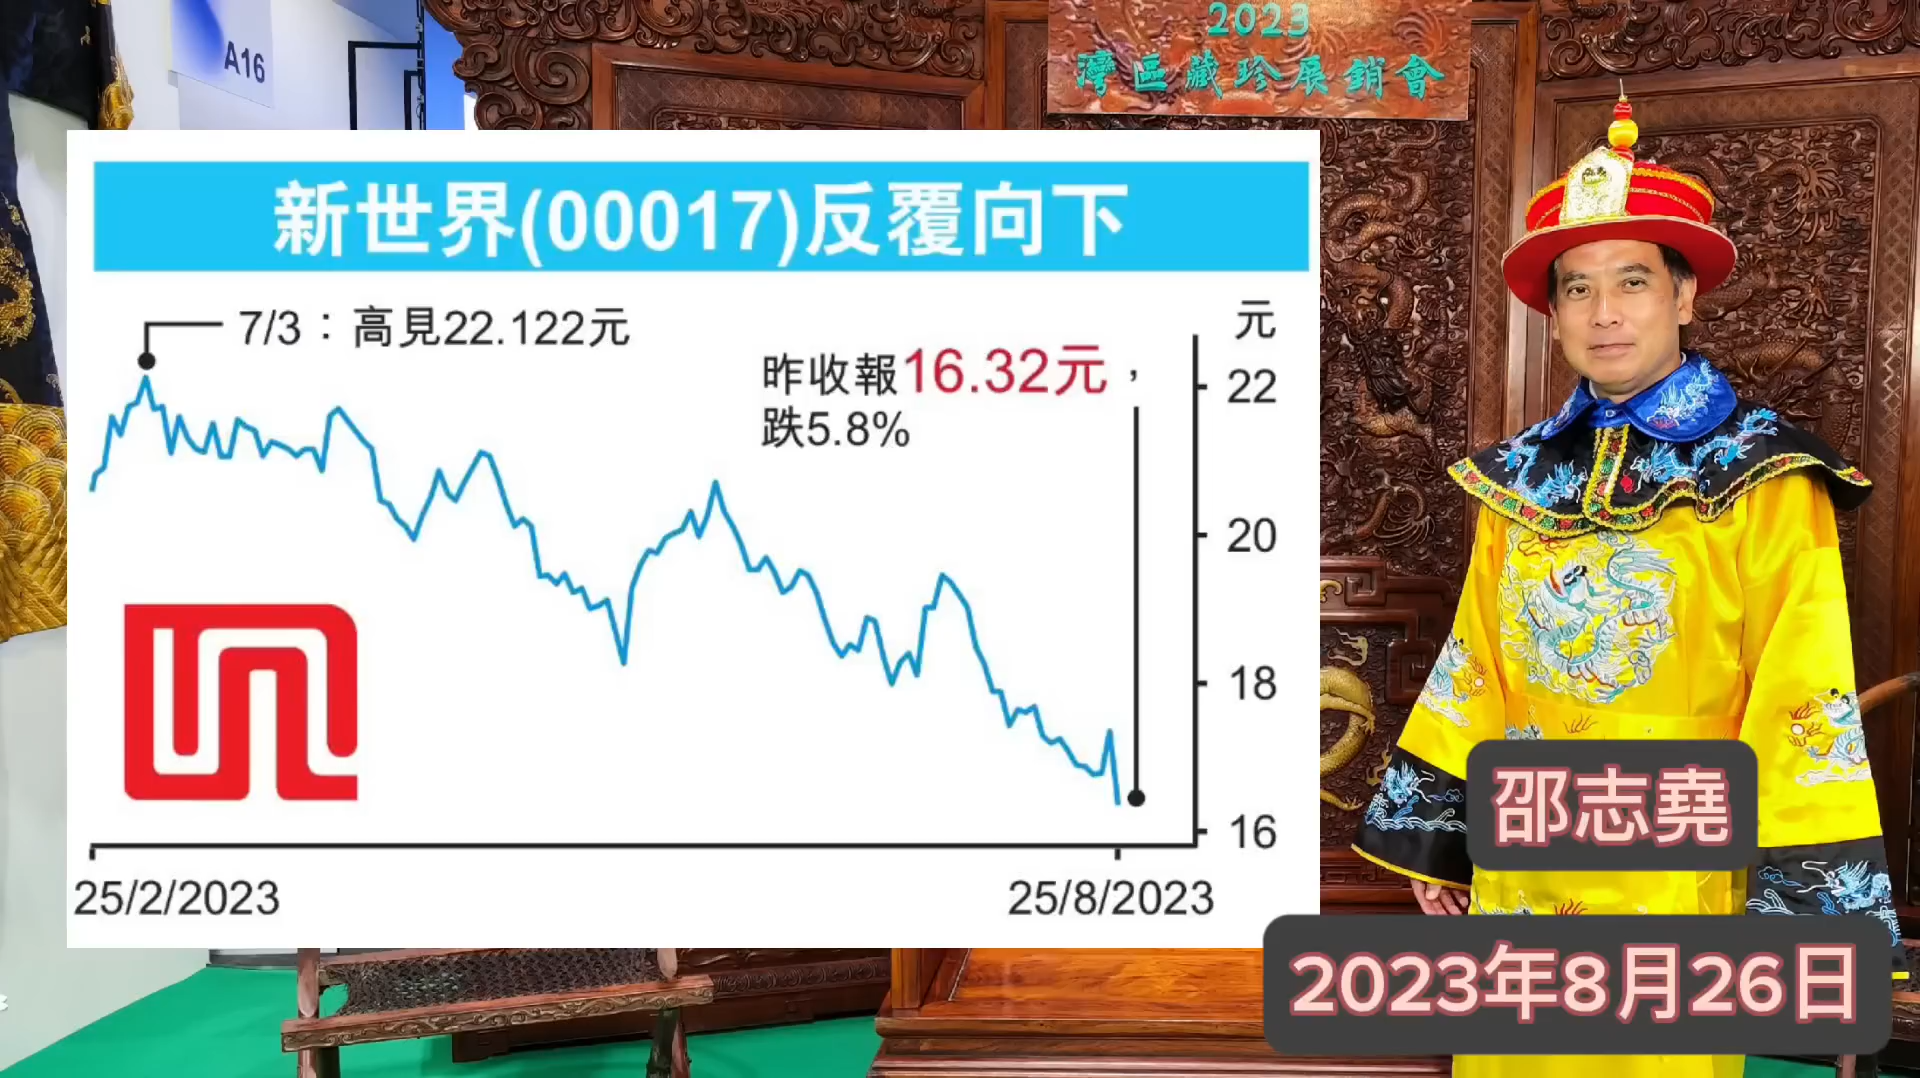 A16
2023
灣區藏珍展銷會
新世界(00017)反覆向下
7/3：高見22.122元
昨收報16.32元，
跌5.8%
元
22
20
18
16
25/2/2023
25/8/2023
邵志堯
2023年8月26日